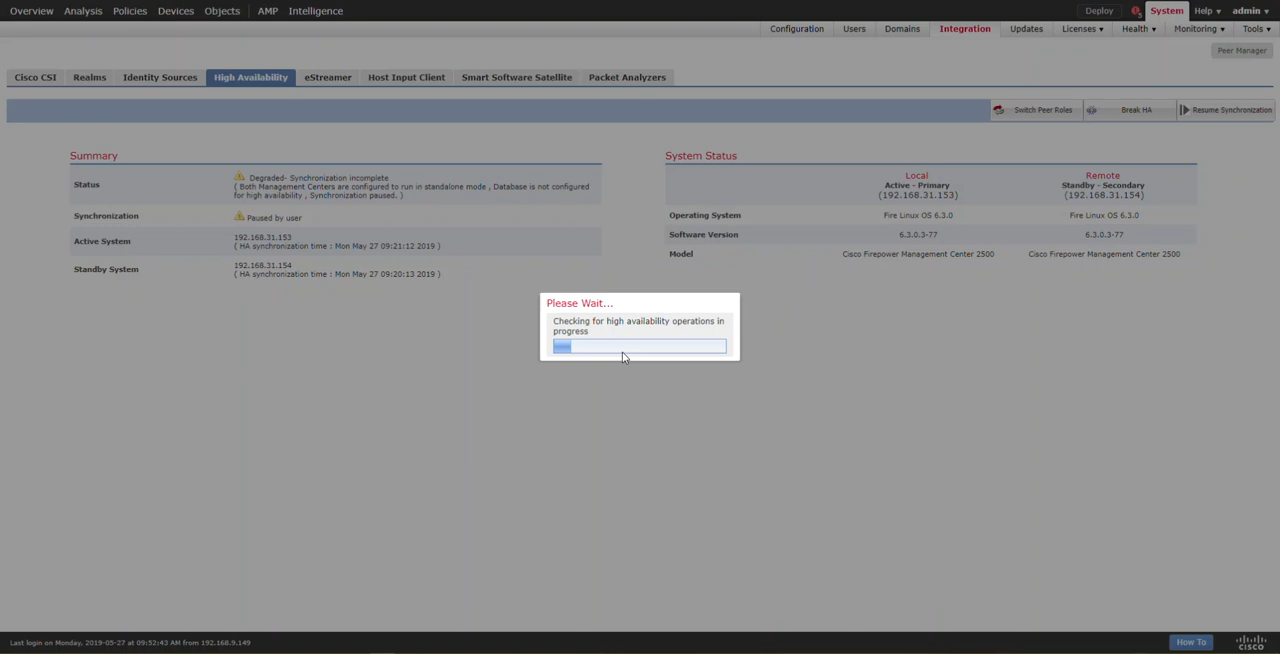 Overview Analysis Policies Devices Objects AMP Intelligence Deploy System Help admin
Configuration Users Domains Integration Updates Licenses Health Monitoring Tools
Peer Manager
Cisco CSI Realms Identity Sources High Availability eStreamer Host Input Client Smart Software Satellite Packet Analyzers
Switch Peer Roles Break HA Resume Synchronization
Summary
Status
Degraded- Synchronization incomplete
( Both Management Centers are configured to run in standalone mode , Database is not configured
for high availability , Synchronization paused. )
Synchronization Paused by user
Active System
192.168.31.153
( HA synchronization time : Mon May 27 09:21:12 2019 )
Standby System
192.168.31.154
( HA synchronization time : Mon May 27 09:20:13 2019 )
System Status
Local Remote
Active - Primary Standby - Secondary
(192.168.31.153) (192.168.31.154)
Operating System Fire Linux OS 6.3.0 Fire Linux OS 6.3.0
Software Version 6.3.0.3-77 6.3.0.3-77
Model Cisco Firepower Management Center 2500 Cisco Firepower Management Center 2500
Please Wait...
Checking for high availability operations in
progress
Last login on Monday, 2019-05-27 at 09:52:43 AM from 192.168.9.149
How To
CISCO